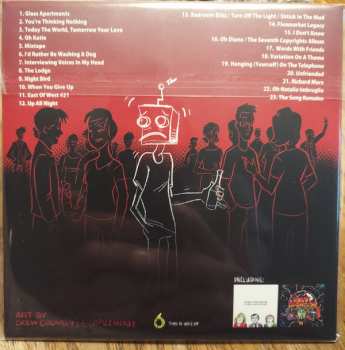 1. Glass Apartments
2. You're Thinking Nothing
3. Today The World, Tomorrow Your Love
4. Oh Katie
5. Mixtape
6. I'd Rather Be Washing A Dog
7. Interviewing Voices In My Head
8. The Lodge
9. Night Bird
10. When You Give Up
11. East Of West 421
12. Up All Night
13. Bedroom Blitz / Turn Off The Light / Stick In The Mud
14. Fleamarket Legacy
15. I Don't Know
16. Oh Diane / The Seventh Copyrights Album
17. Words With Friends
18. Variation On A Theme
19. Hanging (Yourself) On The Telephone
20. Unfriended
21. Richard Marx
22. Oh Natalie Imbruglia
23. The Song Remains
ART BY
INCLUDING: